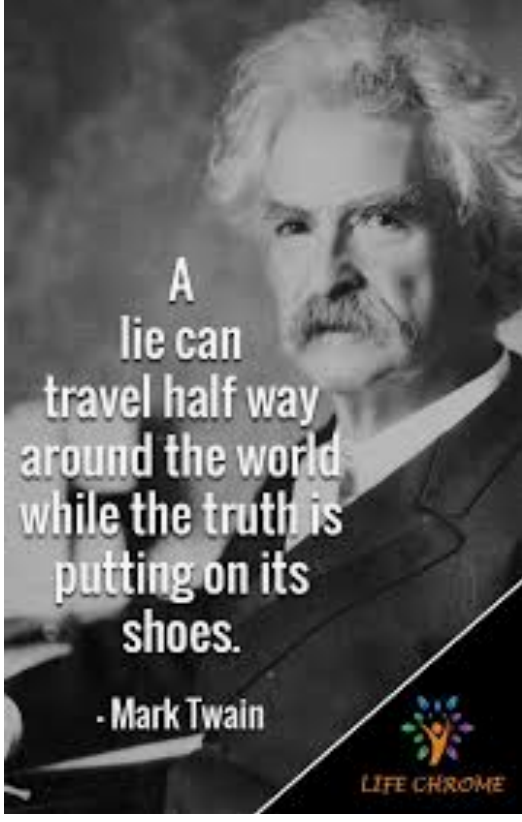 A
lie can
travel half way
around the world
while the truth is
putting on its
shoes.
- Mark Twain
LIFE CHROME